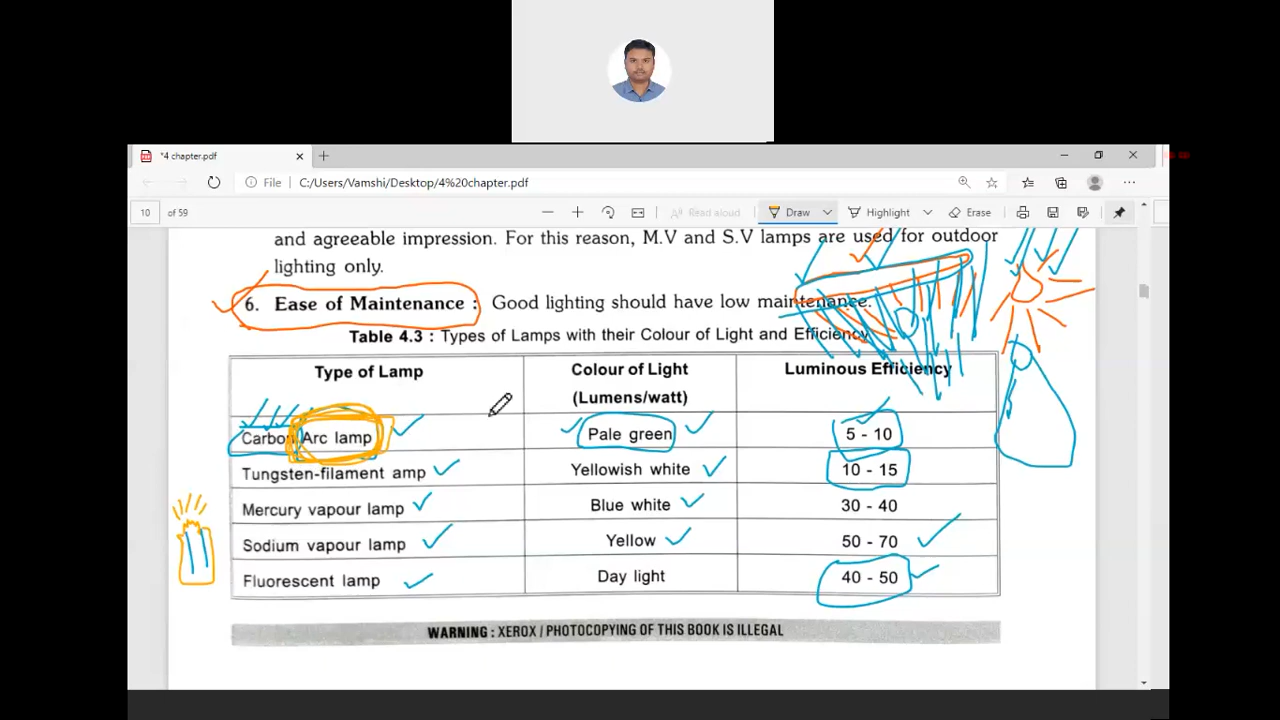 *4 chapter.pdf
File C:/Users/Vamshi/Desktop/4%20chapter.pdf
10 of 59 Read aloud Draw Highlight Erase
and agreeable impression. For this reason, M.V and S.V lamps are used for outdoor
lighting only.
6. Ease of Maintenance : Good lighting should have low maintenance.
Table 4.3 : Types of Lamps with their Colour of Light and Efficiency
Type of Lamp Colour of Light Luminous Efficiency
(Lumens/watt)
Carbon Arc lamp Pale green 5 - 10
Tungsten-filament amp Yellowish white 10 - 15
Mercury vapour lamp Blue white 30 - 40
Sodium vapour lamp Yellow 50 - 70
Fluorescent lamp Day light 40 - 50
WARNING : XEROX / PHOTOCOPYING OF THIS BOOK IS ILLEGAL